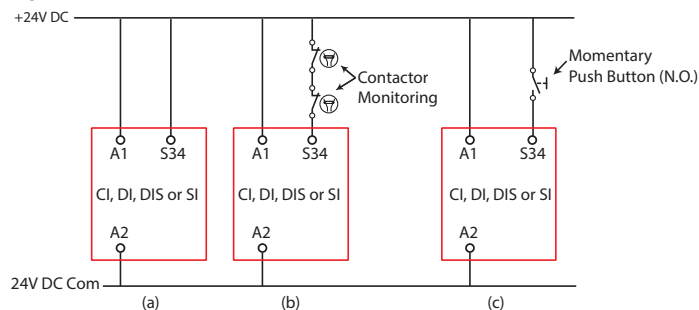 +24V DC
Contactor
Monitoring
Momentary
Push Button (N.O.)
A1 S34 A1 S34 A1 S34
CI, DI, DIS or SI CI, DI, DIS or SI CI, DI, DIS or SI
A2 A2 A2
24V DC Com
(a) (b) (c)